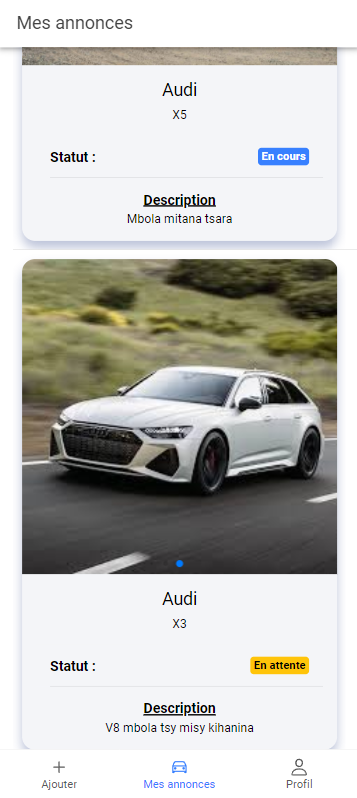 Mes annonces
Audi
X5
Statut :
En cours
Description
Mbola mitana tsara
Audi
X3
Statut :
En attente
Description
V8 mbola tsy misy kihanina
Ajouter
Mes annonces
Profil